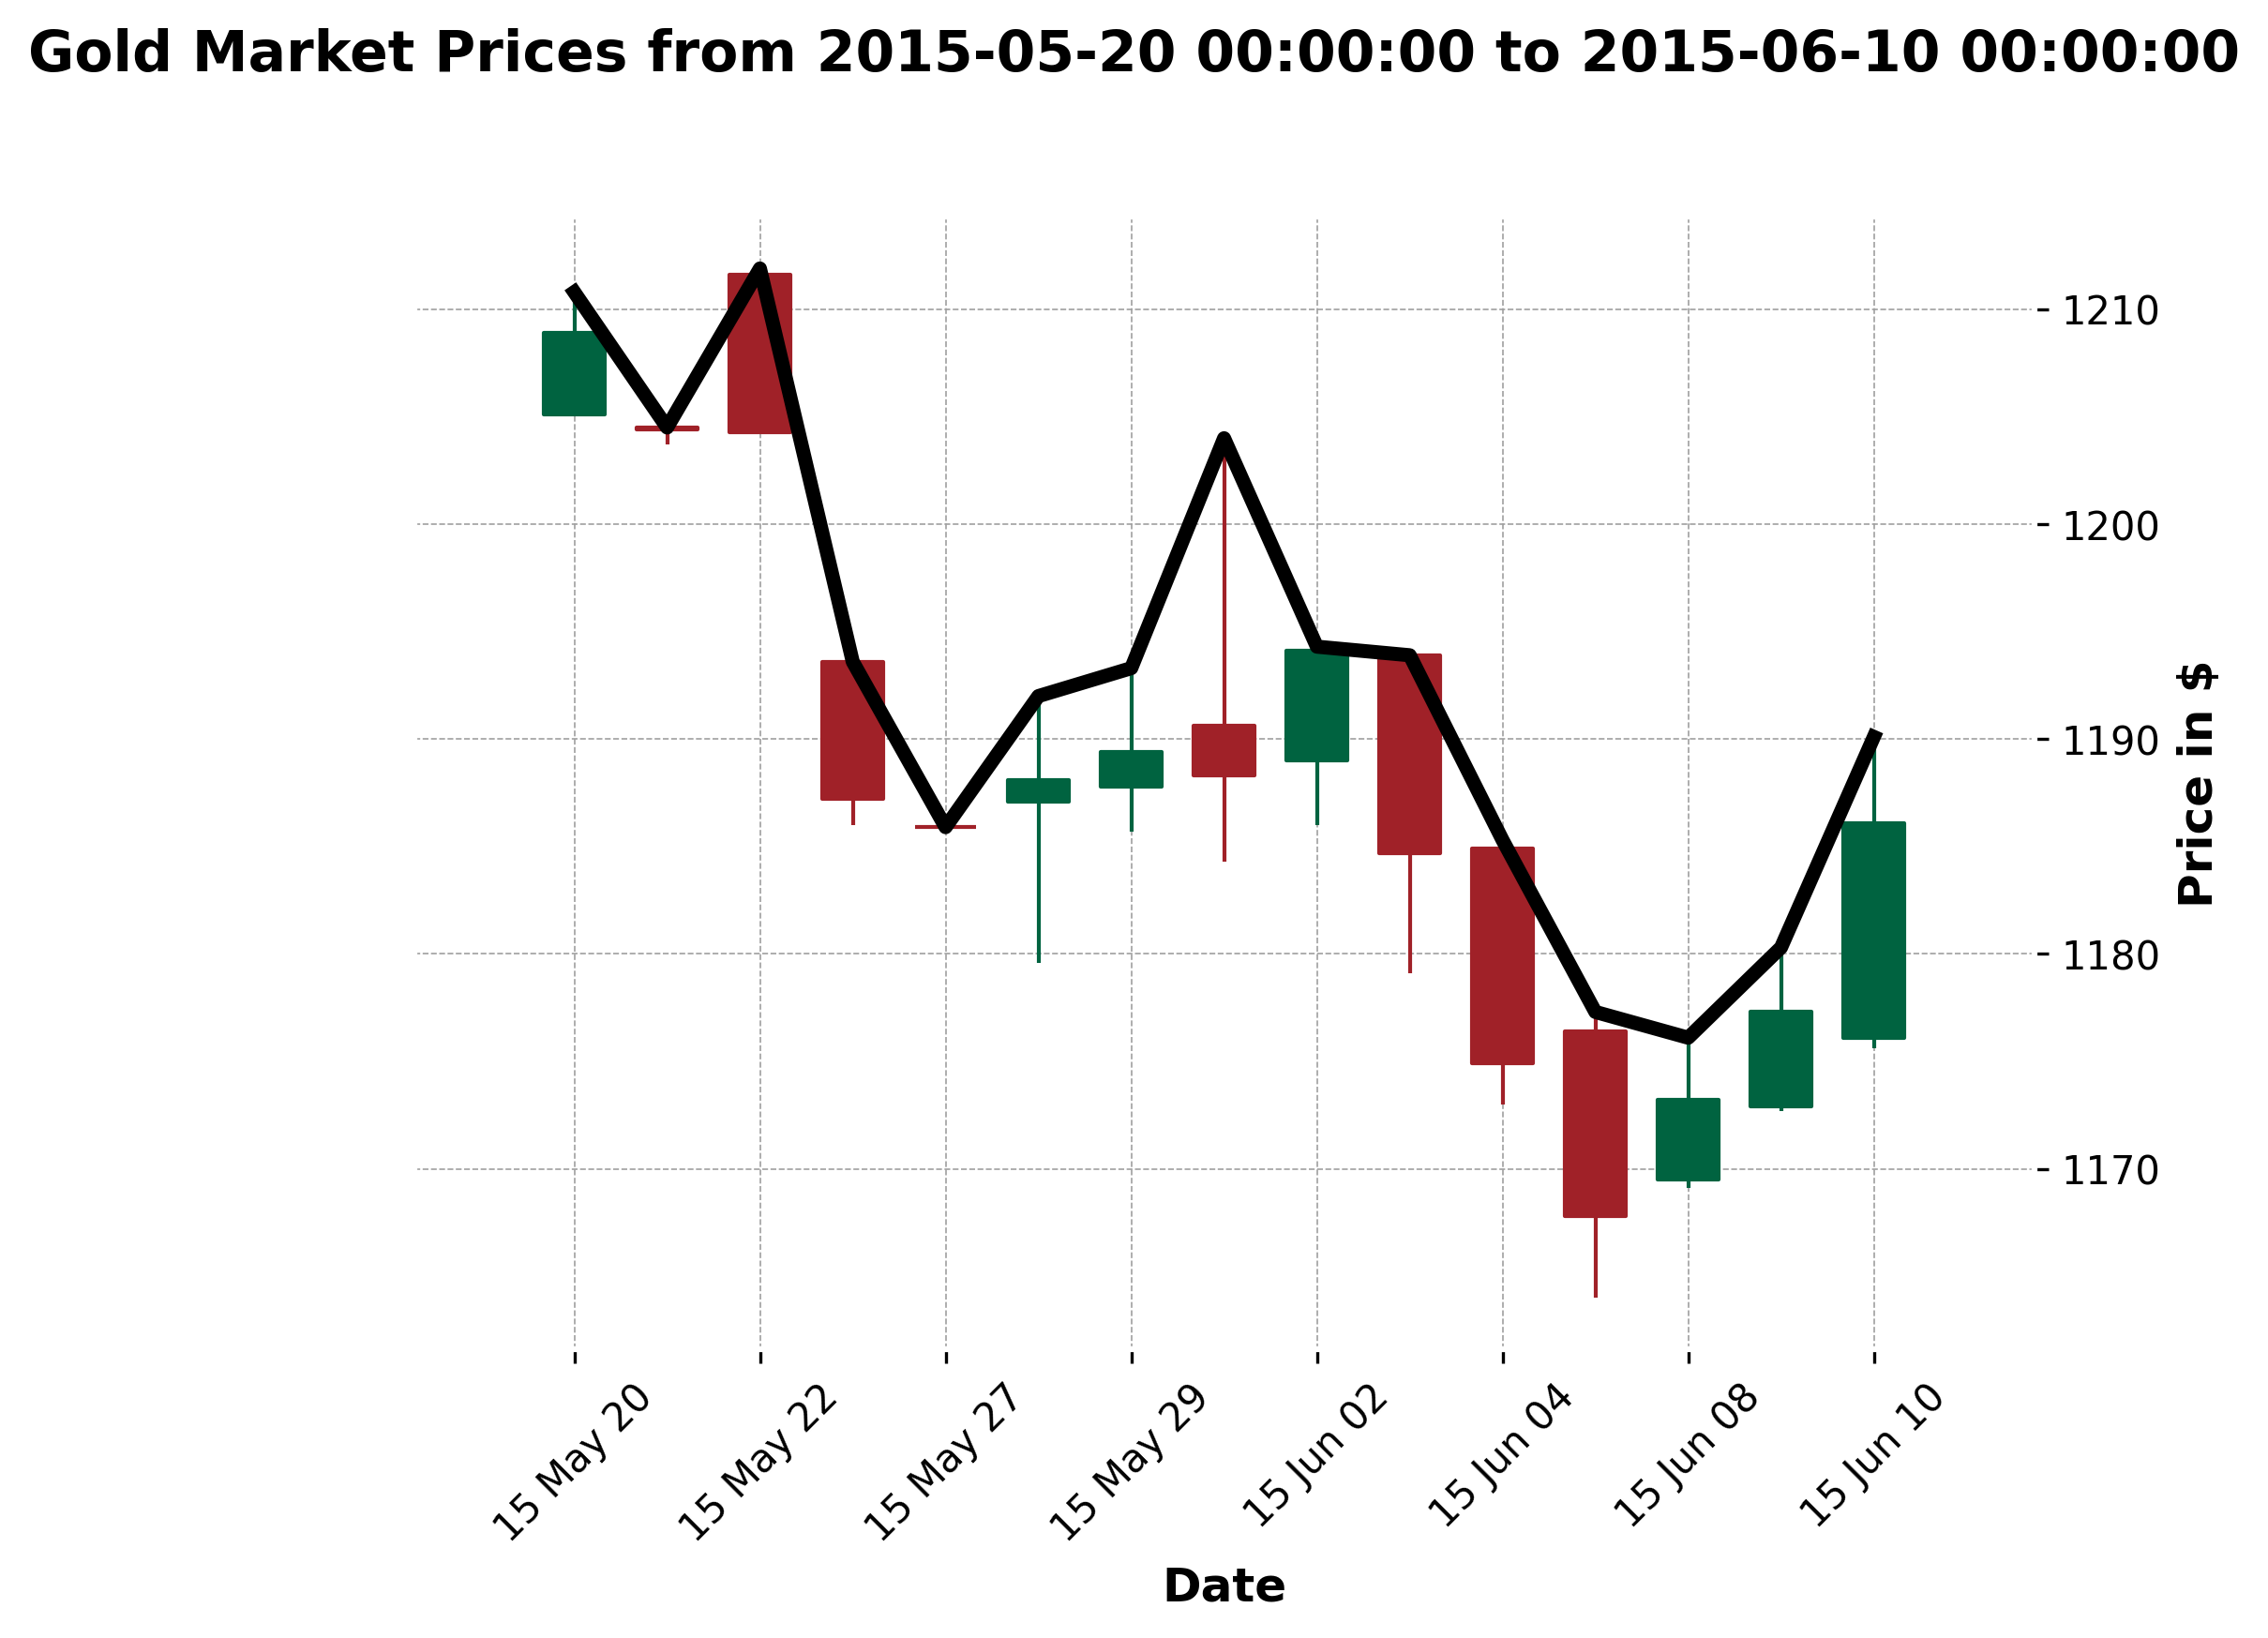 Gold Market Prices from 2015-05-20 00:00:00 to 2015-06-10 00:00:00
1210
1200
1190
1180
1170
Price in $
15 May 20
15 May 22
15 May 27
15 May 29
15 Jun 02
15 Jun 04
15 Jun 08
15 Jun 10
Date